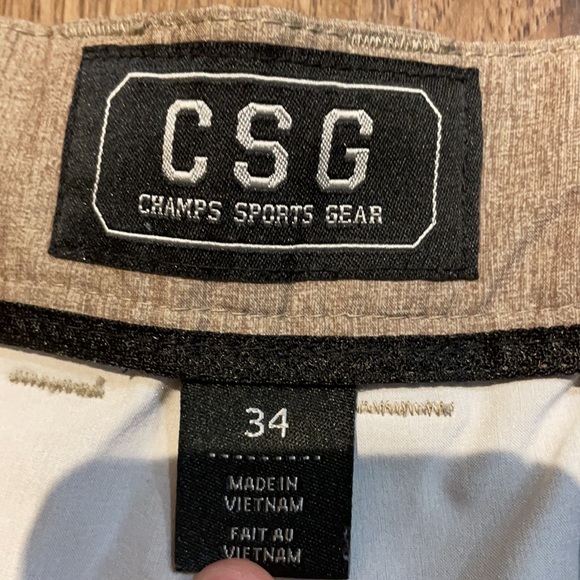 CSG
CHAMPS SPORTS GEAR
34
MADE IN
VIETNAM
FAIT AU
VIETNAM